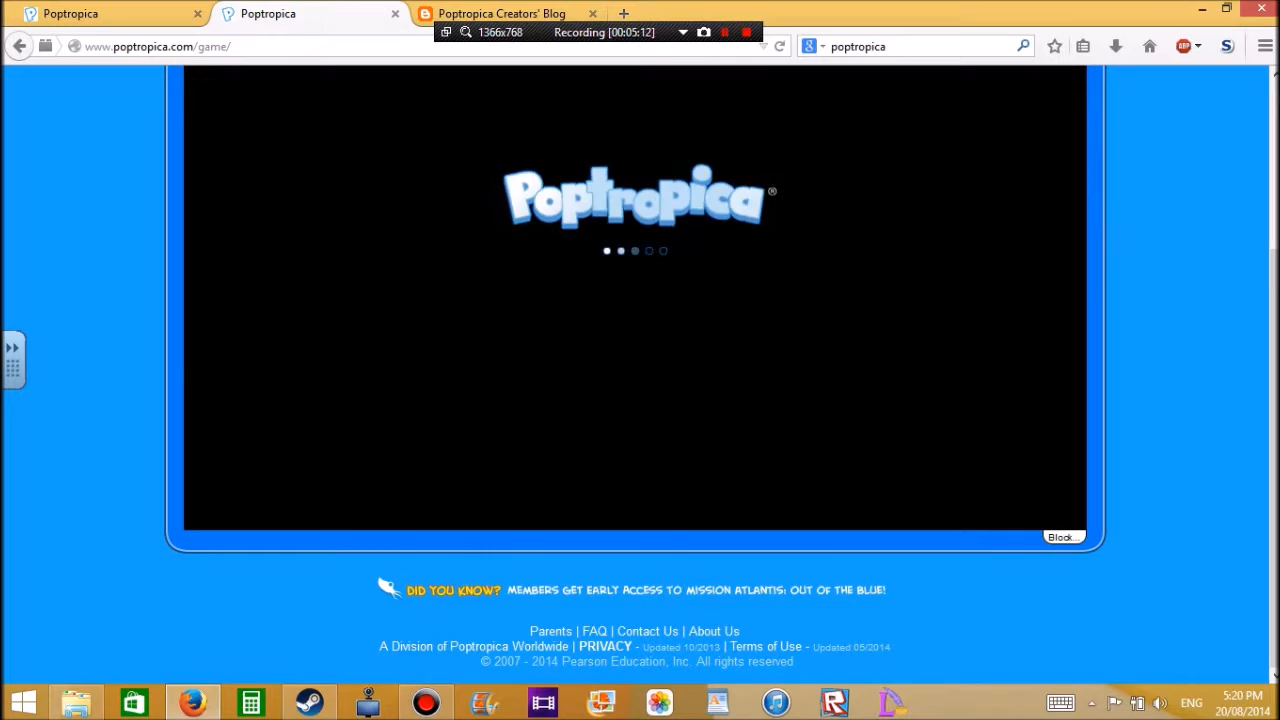 Poptropica
Poptropica
Poptropica Creators' Blog
1366x768
Recording [00:05:12]
www.poptropica.com/game/
poptropica
Poptropica®
Block...
DID YOU KNOW? MEMBERS GET EARLY ACCESS TO MISSION ATLANTIS: OUT OF THE BLUE!
Parents | FAQ | Contact Us | About Us
A Division of Poptropica Worldwide | PRIVACY - Updated 10/2013 | Terms of Use - Updated 05/2014
© 2007 - 2014 Pearson Education, Inc. All rights reserved
ENG
5:20 PM
20/08/2014